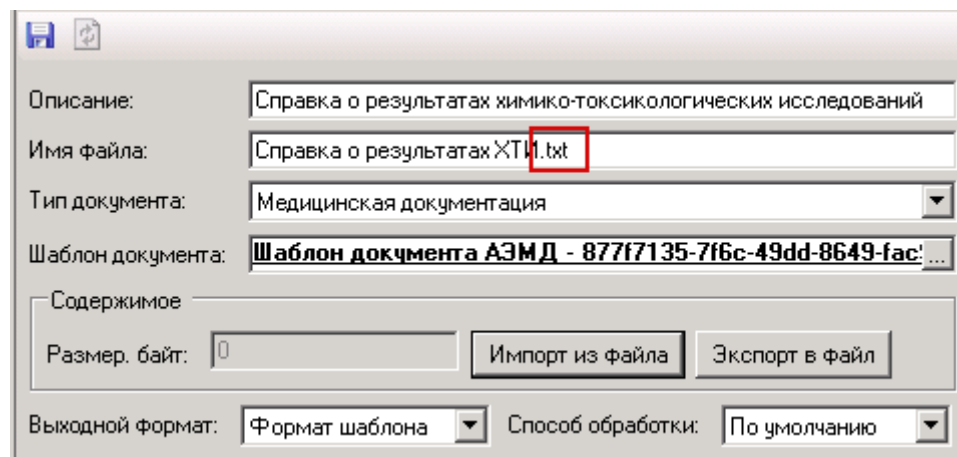 Описание: Справка о результатах химико-токсикологических исследований
Имя файла: Справка о результатах ХТИ.txt
Тип документа: Медицинская документация
Шаблон документа: Шаблон документа АЭМД - 877f7135-7f6c-49dd-8649-fac ...
Содержимое
Размер. байт: 0 Импорт из файла Экспорт в файл
Выходной формат: Формат шаблона Способ обработки: По умолчанию